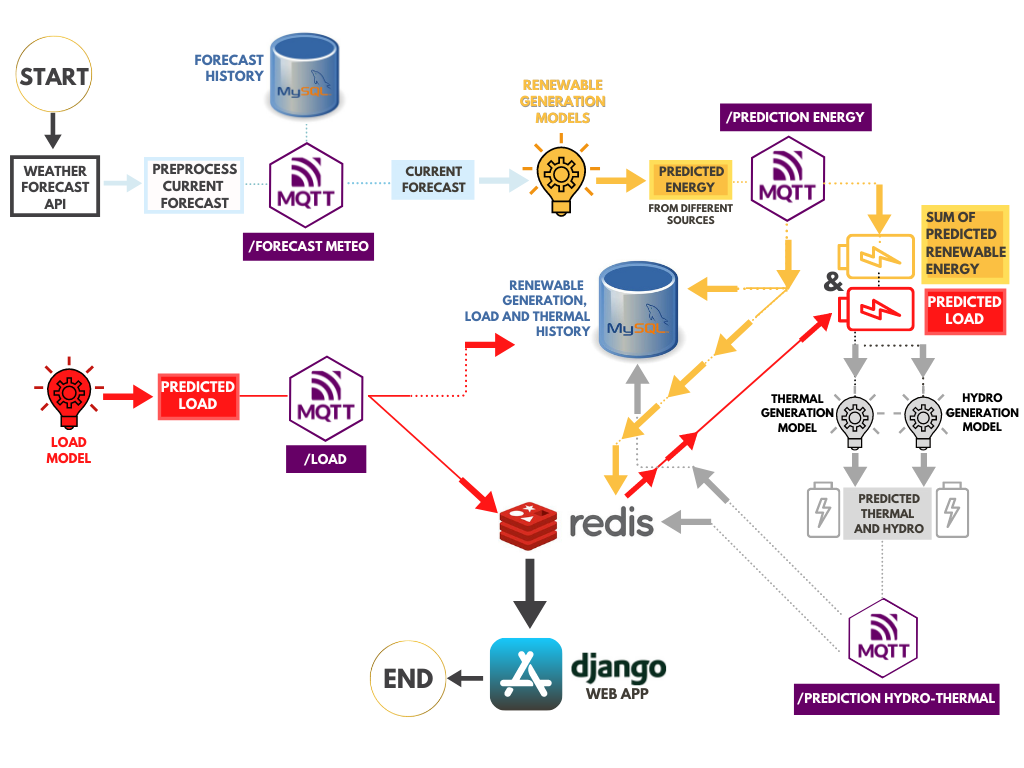 START
WEATHER
FORECAST
API
PREPROCESS
CURRENT
FORECAST
FORECAST
HISTORY
MySQL
MQTT
/FORECAST METEO
CURRENT
FORECAST
RENEWABLE
GENERATION
MODELS
PREDICTED
ENERGY
FROM DIFFERENT
SOURCES
/PREDICTION ENERGY
MQTT
SUM OF
PREDICTED
RENEWABLE
ENERGY
&
PREDICTED
LOAD
RENEWABLE
GENERATION,
LOAD AND THERMAL
HISTORY
MySQL
LOAD
MODEL
PREDICTED
LOAD
MQTT
/LOAD
THERMAL
GENERATION
MODEL
HYDRO
GENERATION
MODEL
PREDICTED
THERMAL
AND HYDRO
redis
MQTT
/PREDICTION HYDRO-THERMAL
django
WEB APP
END